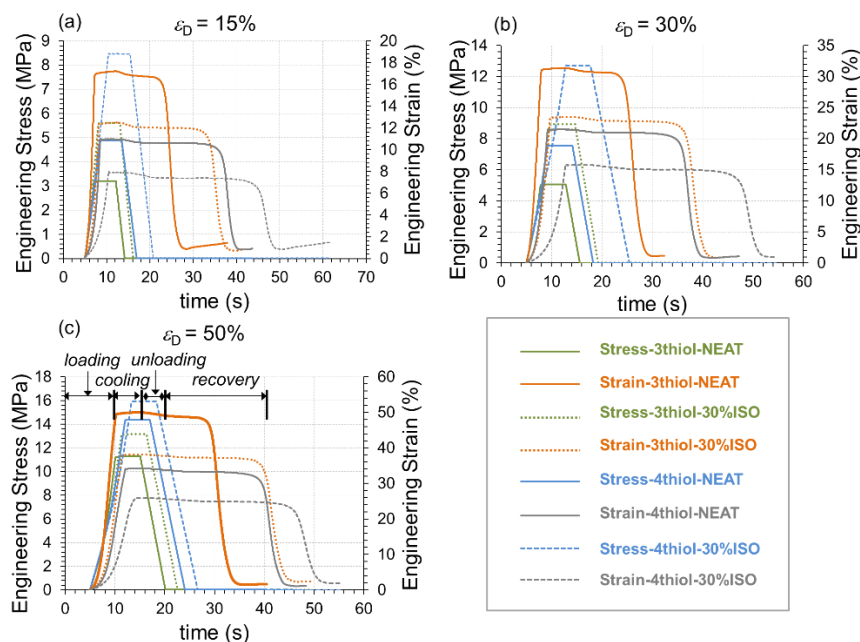 (a)
εD = 15%
Engineering Stress (MPa)
9
8
7
6
5
4
3
2
1
0
20
18
16
14
12
10
8
6
4
2
0
Engineering Strain (%)
0 10 20 30 40 50 60 70
time (s)
(b)
εD = 30%
Engineering Stress (MPa)
14
12
10
8
6
4
2
0
35
30
25
20
15
10
5
0
Engineering Strain (%)
0 10 20 30 40 50 60
time (s)
(c)
εD = 50%
loading
cooling
unloading
recovery
Engineering Stress (MPa)
18
16
14
12
10
8
6
4
2
0
60
50
40
30
20
10
0
Engineering Strain (%)
0 10 20 30 40 50 60
time (s)
Stress-3thiol-NEAT
Strain-3thiol-NEAT
Stress-3thiol-30%ISO
Strain-3thiol-30%ISO
Stress-4thiol-NEAT
Strain-4thiol-NEAT
Stress-4thiol-30%ISO
Strain-4thiol-30%ISO